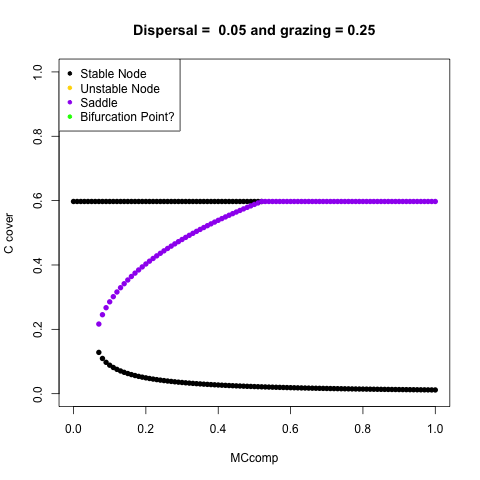 Dispersal =  0.05 and grazing = 0.25
Stable Node
Unstable Node
Saddle
Bifurcation Point?
C cover
1.0
0.8
0.6
0.4
0.2
0.0
0.0 0.2 0.4 0.6 0.8 1.0
MCcomp